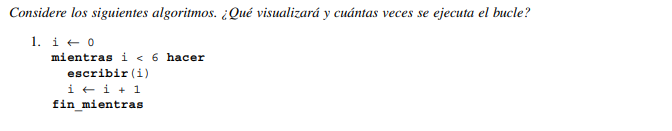 Considere los siguientes algoritmos. ¿Qué visualizará y cuántas veces se ejecuta el bucle?
1. i ← 0
mientras i < 6 hacer
escribir(i)
i ← i + 1
fin_mientras